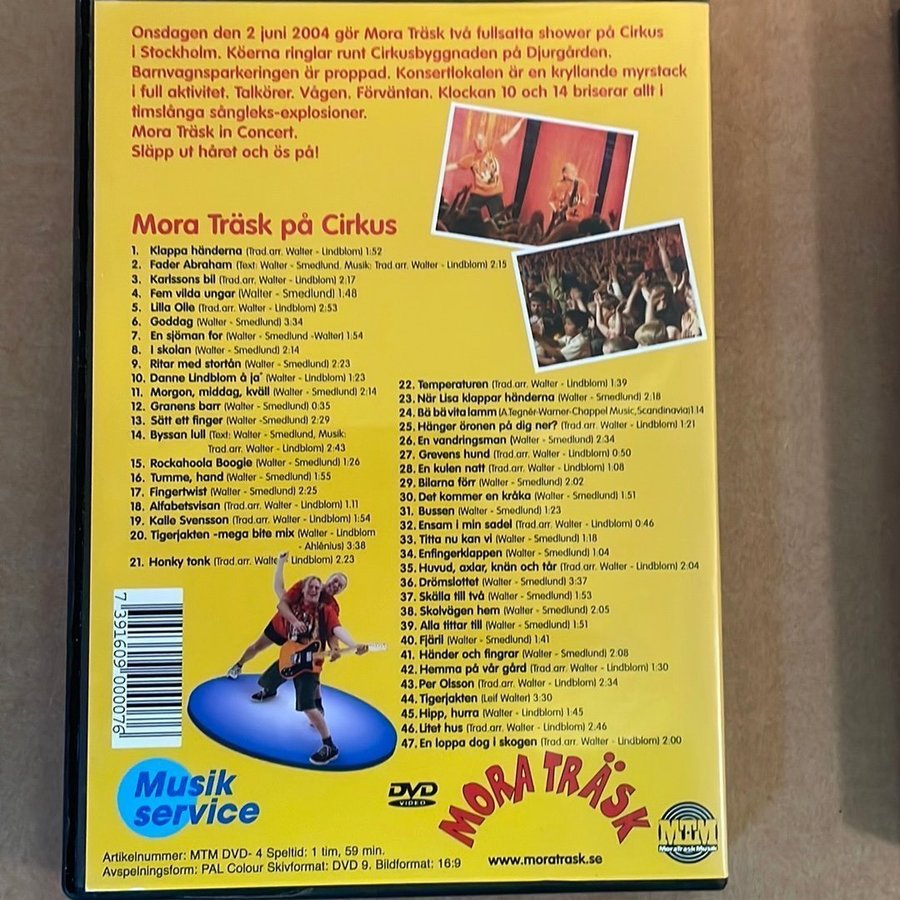 Onsdagen den 2 juni 2004 gör Mora Träsk två fullsatta shower på Cirkus
i Stockholm. Köerna ringlar runt Cirkusbyggnaden på Djurgården.
Barnvagnsparkeringen är proppad. Konsertlokalen är en kryllande myrstack
i full aktivitet. Talkörer. Vågen. Förväntan. Klockan 10 och 14 briserar allt i
timslånga sångleks-explosioner.
Mora Träsk in Concert.
Släpp ut håret och ös på!
Mora Träsk på Cirkus
1. Klappa händerna (Trad.arr. Walter - Lindblom) 1:52
2. Fader Abraham (Text: Walter - Smedlund. Musik: Trad.arr. Walter - Lindblom) 2:15
3. Karlssons bil (Trad.arr. Walter - Lindblom) 2:17
4. Fem vilda ungar (Walter - Smedlund) 1:48
5. Lilla Olle (Trad.arr. Walter - Lindblom) 2:53
6. Goddag (Walter - Smedlund) 3:34
7. En sjöman for (Walter - Smedlund -Walter) 1:54
8. I skolan (Walter - Smedlund) 2:14
9. Ritar med stortån (Walter - Smedlund) 2:23
10. Danne Lindblom å ja" (Walter - Lindblom) 1:23
11. Morgon, middag, kväll (Walter - Smedlund) 2:14
12. Granens barr (Walter - Smedlund) 0:35
13. Sätt ett finger (Walter -Smedlund) 2:29
14. Byssan lull (Text: Walter - Smedlund, Musik:
Trad.arr. Walter - Lindblom) 2:43
15. Rockahoola Boogie (Walter - Smedlund) 1:26
16. Tumme, hand (Walter - Smedlund) 1:55
17. Fingertwist (Walter - Smedlund) 2:25
18. Alfabetsvisan (Trad.arr. Walter - Lindblom) 1.11
19. Kalle Svensson (Trad.arr. Walter - Lindblom) 1:54
20. Tigerjakten -mega bite mix (Walter - Lindblom
- Ahlénius) 3:38
21. Honky tonk (Trad.arr. Walter - Lindblom) 2.23
22. Temperaturen (Trad.arr. Walter - Lindblom) 1:39
23. När Lisa klappar händerna (Walter - Smedlund) 2:18
24. Bä bä vita lamm (A.Tegnér-Warner-Chappel Music,Scandinavia) 1:14
25. Hänger öronen på dig ner? (Trad.arr. Walter - Lindblom) 1:21
26. En vandringsman (Walter - Smedlund) 2:34
27. Grevens hund (Trad.arr. Walter - Lindblom) 0:50
28. En kulen natt (Trad.arr. Walter - Lindblom) 1:08
29. Bilarna förr (Walter - Smedlund) 2:02
30. Det kommer en kråka (Walter - Smedlund) 1:51
31. Bussen (Walter - Smedlund) 1:23
32. Ensam i min sadel (Trad.arr. Walter - Lindblom) 0:46
33. Titta nu kan vi (Walter - Smedlund) 1:18
34. Enfingerklappen (Walter - Smedlund) 1:04
35. Huvud, axlar, knän och tår (Trad.arr. Walter - Lindblom) 2:04
36. Drömslottet (Walter - Smedlund) 3:37
37. Skälla till två (Walter - Smedlund) 1:53
38. Skolvägen hem (Walter - Smedlund) 2:05
39. Alla tittar till (Walter - Smedlund) 1:51
40. Fjäril (Walter - Smedlund) 1:41
41. Händer och fingrar (Walter - Smedlund) 2:08
42. Hemma på vår gård (Trad.arr. Walter - Lindblom) 1:30
43. Per Olsson (Trad.arr. Walter - Lindblom) 2:34
44. Tigerjakten (Leif Walter) 3:30
45. Hipp, hurra (Walter - Lindblom) 1:45
46. Litet hus (Trad.arr. Walter - Lindblom) 2:46
47. En loppa dog i skogen (Trad.arr. Walter - Lindblom) 2:00
7 391609 000076
Musik
service
DVD
VIDEO
MORA TRÄSK
MTM
MoraTräskMusik
www.moratrask.se
Artikelnummer: MTM DVD- 4 Speltid: 1 tim, 59 min.
Avspelningsform: PAL Colour Skivformat: DVD 9. Bildformat: 16:9